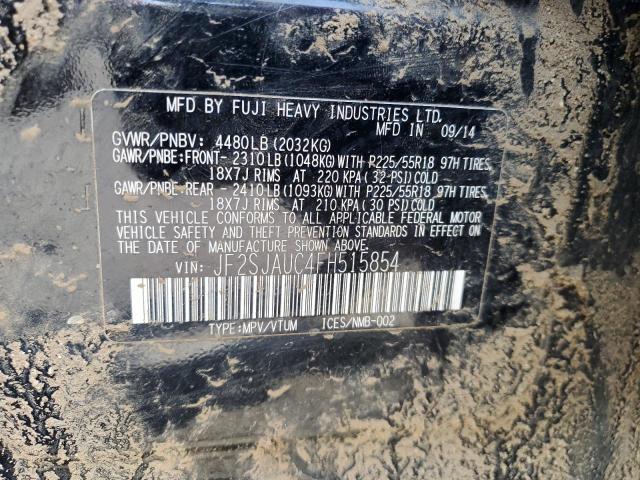 MFD BY FUJI HEAVY INDUSTRIES LTD.
MFD IN 09/14
GVWR/PNBV: 4480LB (2032KG)
GAWR/PNBE:FRONT- 2310LB (1048KG) WITH P225/55R18 97H TIRES,
18X7J RIMS AT 220 KPA (32 PSI) COLD
GAWR/PNBE-REAR - 2410LB (1093KG) WITH P225/55R18 97H TIRES,
18X7J RIMS AT 210 KPA (30 PSI) COLD
THIS VEHICLE CONFORMS TO ALL APPLICABLE FEDERAL MOTOR
VEHICLE SAFETY AND THEFT PREVENTION STANDARDS IN EFFECT ON
THE DATE OF MANUFACTURE SHOWN ABOVE.
VIN: JF2SJAUC4FH515854
TYPE:MPV/VTUM ICES/NMB-002